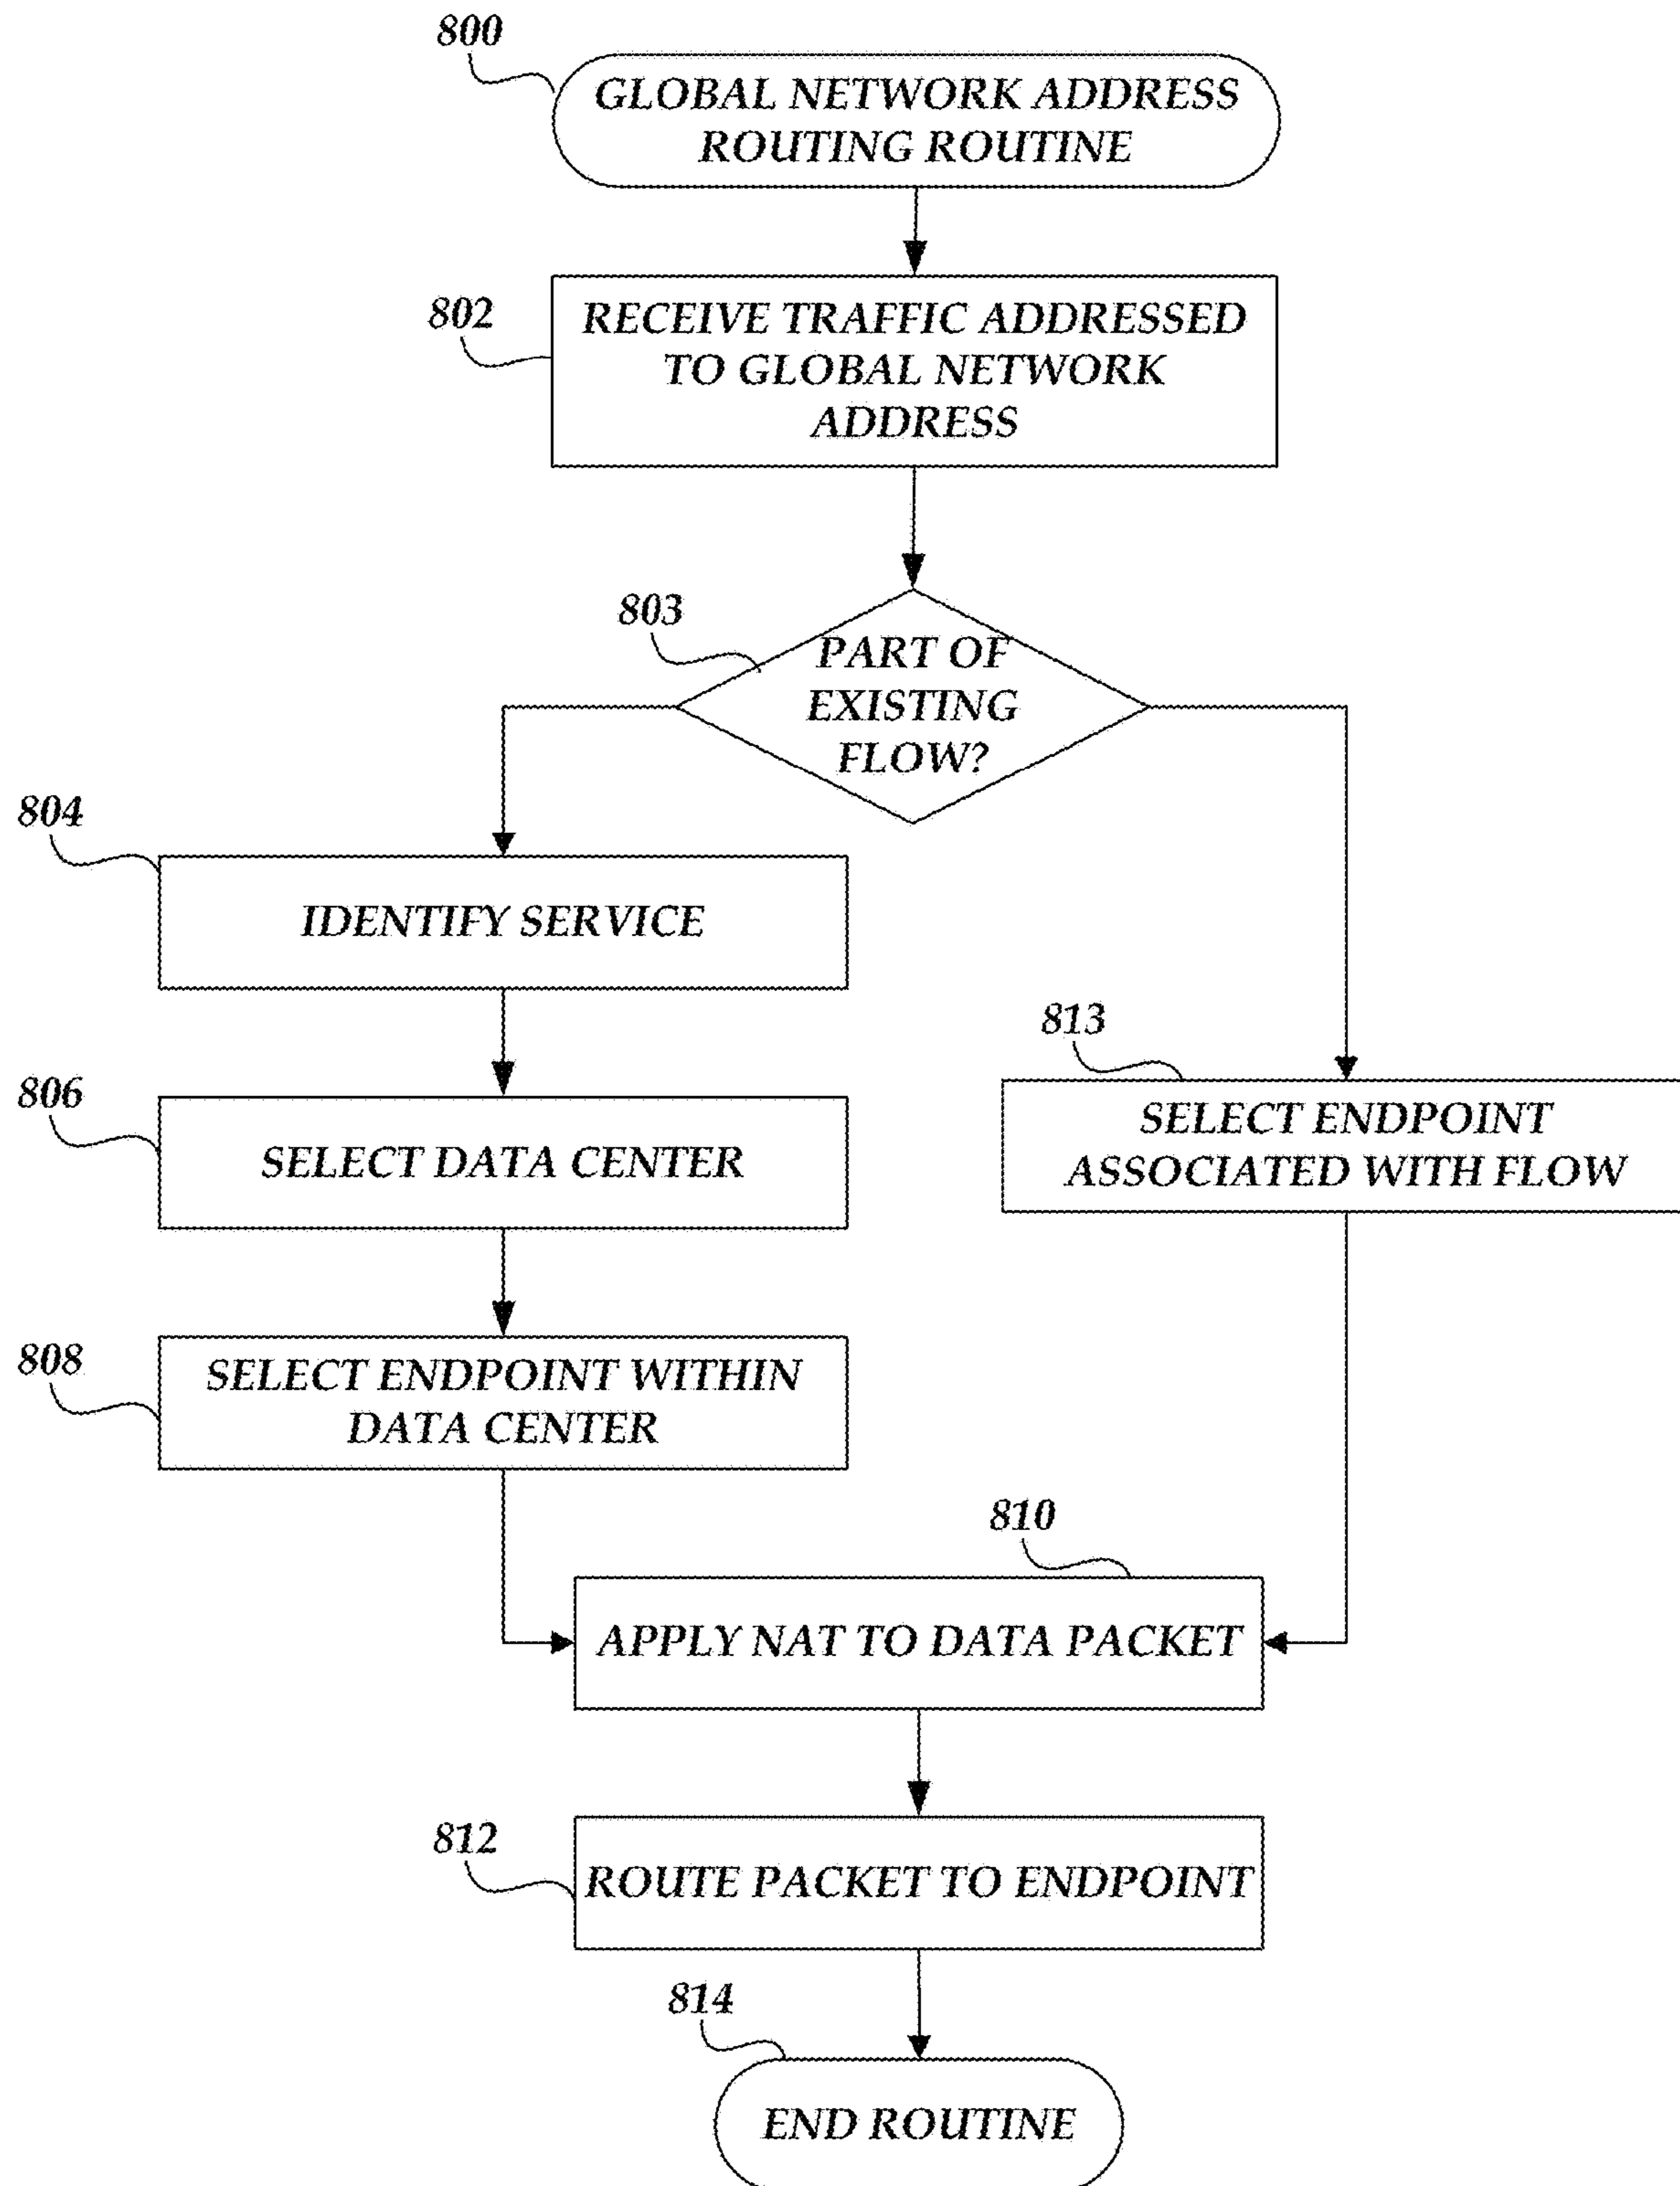 800
GLOBAL NETWORK ADDRESS
ROUTING ROUTINE
802
RECEIVE TRAFFIC ADDRESSED
TO GLOBAL NETWORK
ADDRESS
803
PART OF
EXISTING
FLOW?
804
IDENTIFY SERVICE
806
SELECT DATA CENTER
813
SELECT ENDPOINT
ASSOCIATED WITH FLOW
808
SELECT ENDPOINT WITHIN
DATA CENTER
810
APPLY NAT TO DATA PACKET
812
ROUTE PACKET TO ENDPOINT
814
END ROUTINE